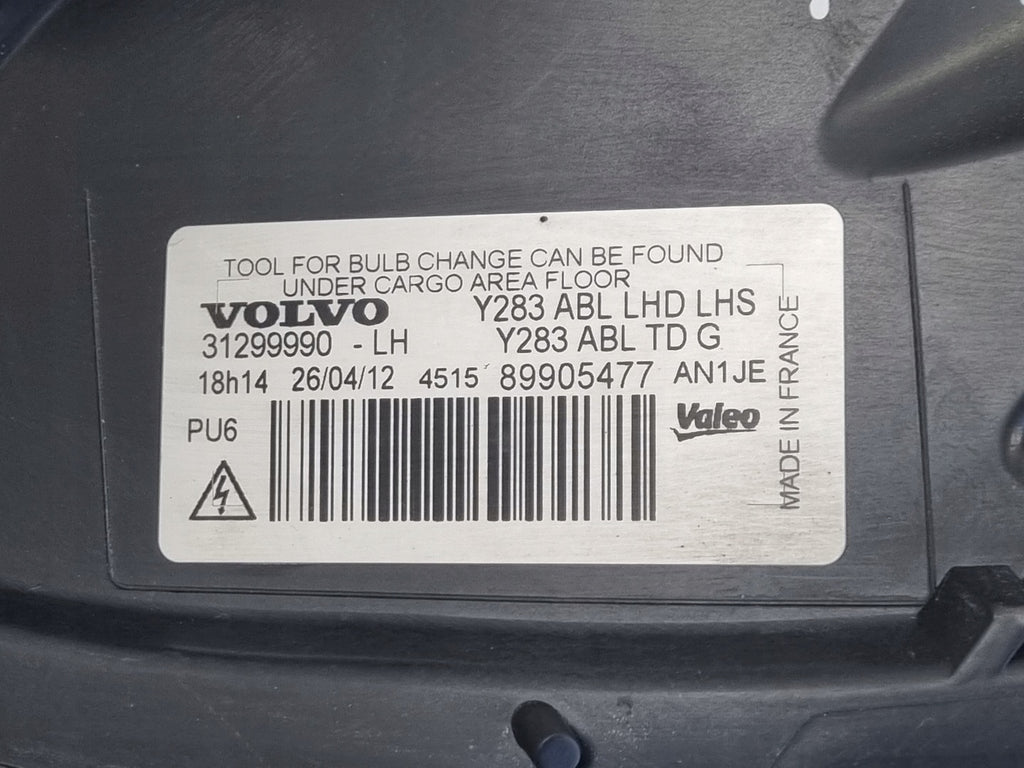 TOOL FOR BULB CHANGE CAN BE FOUND
UNDER CARGO AREA FLOOR
VOLVO Y283 ABL LHD LHS
31299990 - LH Y283 ABL TD G
18h14 26/04/12 4515 89905477 AN1JE
PU6
Valeo
MADE IN FRANCE